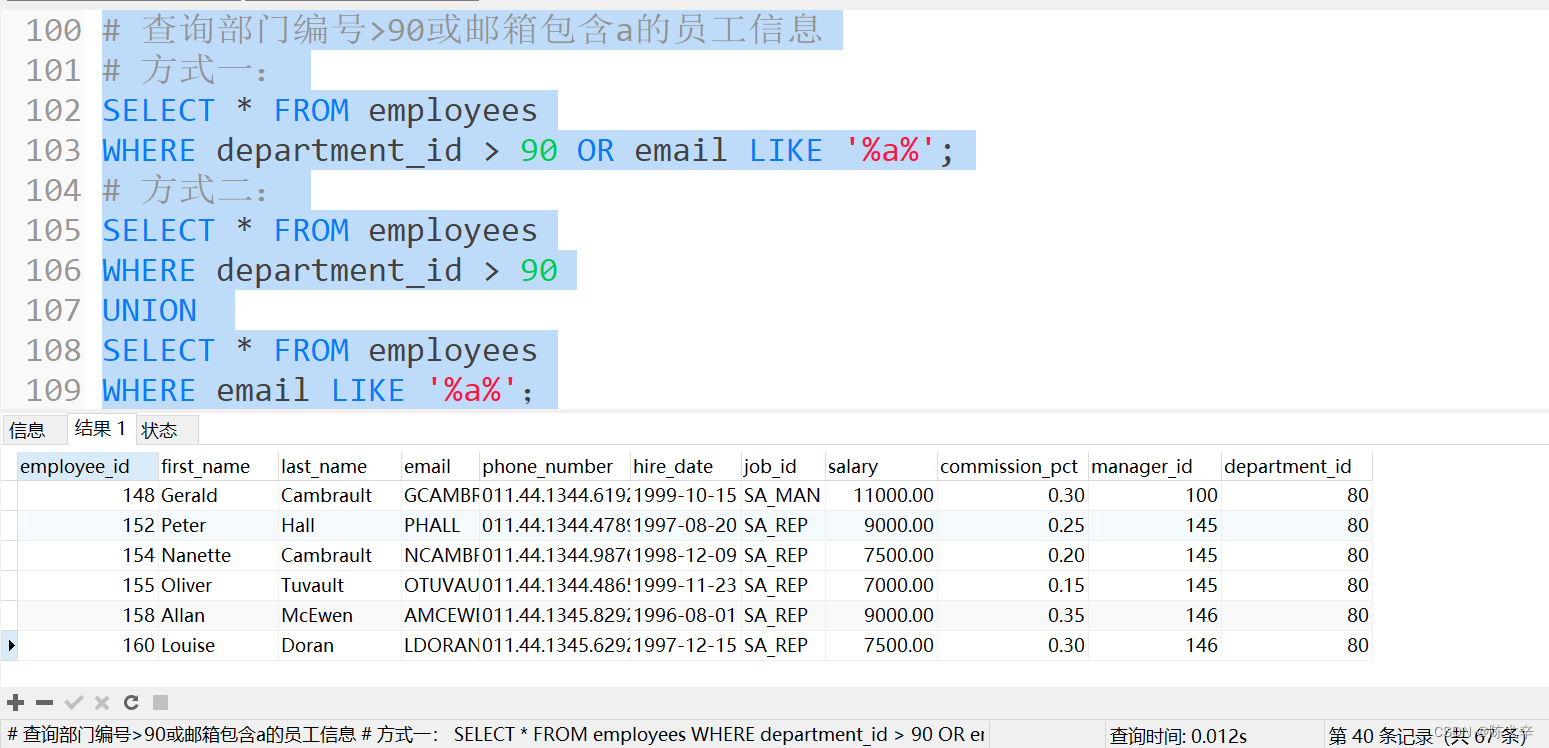 100 # 查询部门编号>90或邮箱包含a的员工信息
101 # 方式一：
102 SELECT * FROM employees
103 WHERE department_id > 90 OR email LIKE '%a%';
104 # 方式二：
105 SELECT * FROM employees
106 WHERE department_id > 90
107 UNION
108 SELECT * FROM employees
109 WHERE email LIKE '%a%';
信息 结果 1 状态
employee_id first_name last_name email phone_number hire_date job_id salary commission_pct manager_id department_id
148 Gerald Cambrault GCAMBR 011.44.1344.6192 1999-10-15 SA_MAN 11000.00 0.30 100 80
152 Peter Hall PHALL 011.44.1344.4789 1997-08-20 SA_REP 9000.00 0.25 145 80
154 Nanette Cambrault NCAMBR 011.44.1344.9876 1998-12-09 SA_REP 7500.00 0.20 145 80
155 Oliver Tuvault OTUVAU 011.44.1344.4865 1999-11-23 SA_REP 7000.00 0.15 145 80
158 Allan McEwen AMCEWE 011.44.1345.8292 1996-08-01 SA_REP 9000.00 0.35 146 80
160 Louise Doran LDORAN 011.44.1345.6292 1997-12-15 SA_REP 7500.00 0.30 146 80
# 查询部门编号>90或邮箱包含a的员工信息 # 方式一： SELECT * FROM employees WHERE department_id > 90 OR er 查询时间: 0.012s 第 40 条记录 (共 67 条)
CSDN